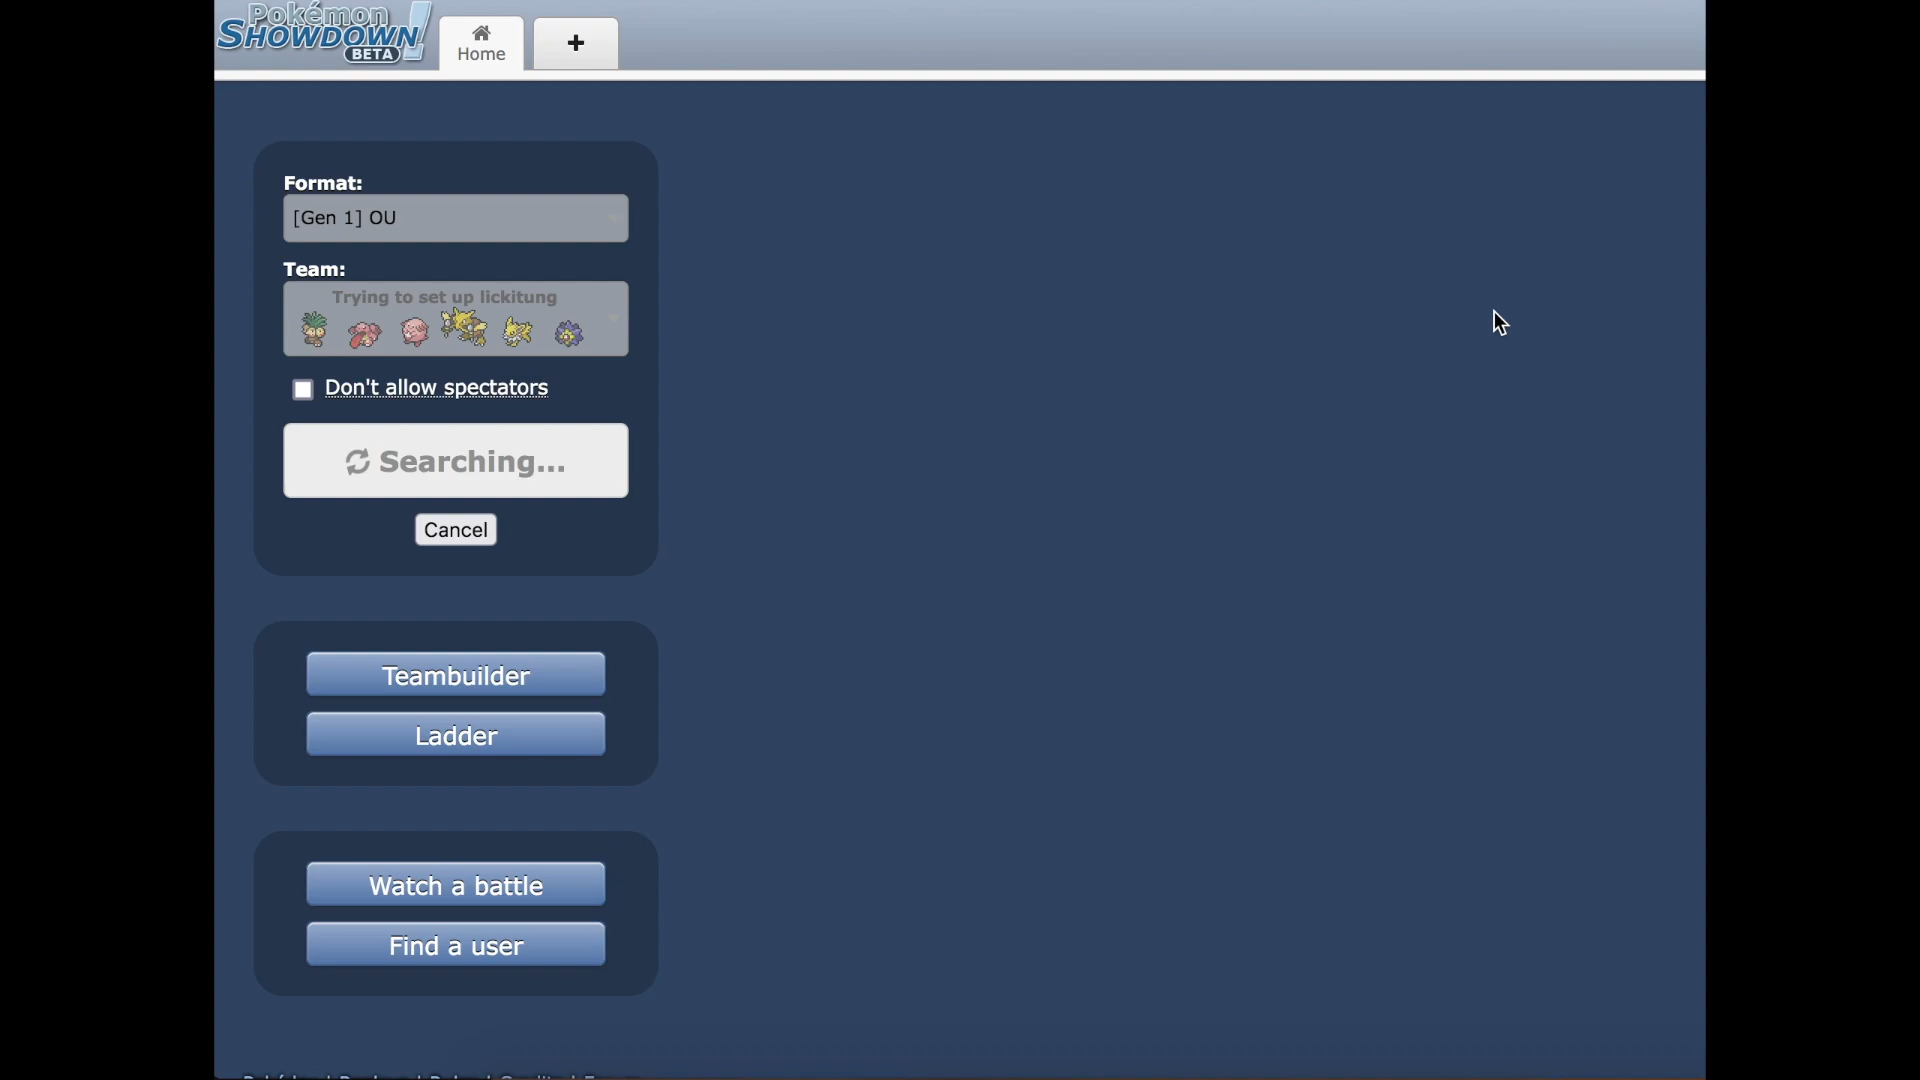 Pokémon
SHOWDOWN!
BETA
Home
+
Format:
[Gen 1] OU
Team:
Trying to set up lickitung
Don't allow spectators
Searching...
Cancel
Teambuilder
Ladder
Watch a battle
Find a user